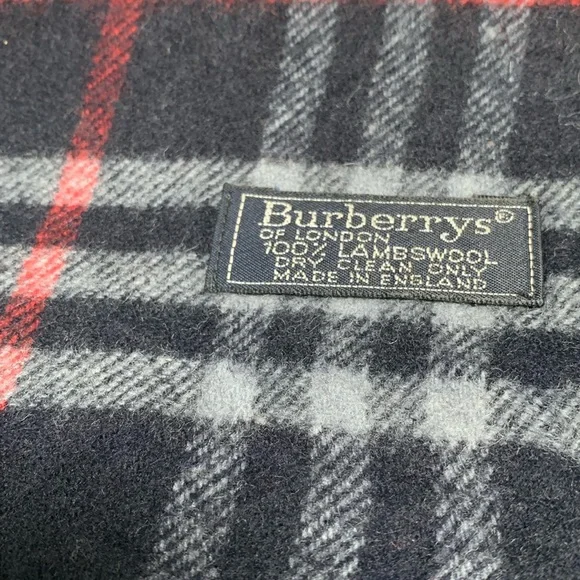 Burberrys®
OF LONDON
100% LAMBSWOOL
DRY CLEAN ONLY
MADE IN ENGLAND